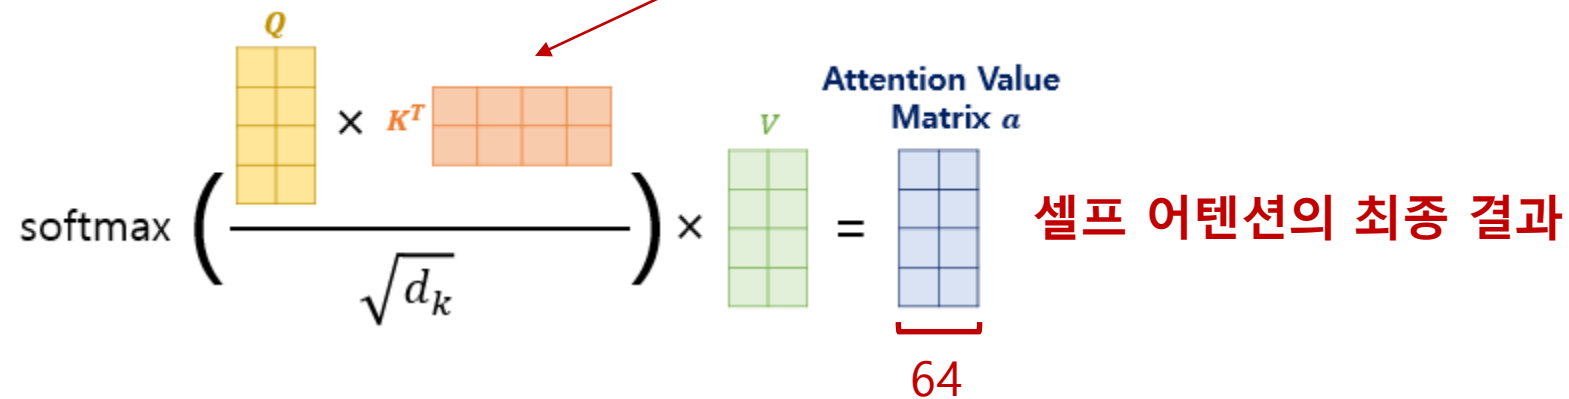 Q
× K^T
Attention Value
Matrix a
V
softmax ( ) × =
√d_k
셀프 어텐션의 최종 결과
64